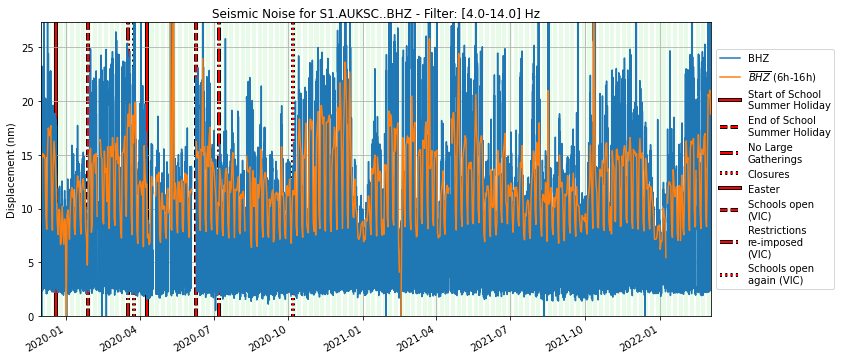 Seismic Noise for S1.AUKSC..BHZ - Filter: [4.0-14.0] Hz
Displacement (nm)
25
20
15
10
5
0
2020-01
2020-04
2020-07
2020-10
2021-01
2021-04
2021-07
2021-10
2022-01
BHZ
BHZ (6h-16h)
Start of School
Summer Holiday
End of School
Summer Holiday
No Large
Gatherings
Closures
Easter
Schools open
(VIC)
Restrictions
re-imposed
(VIC)
Schools open
again (VIC)